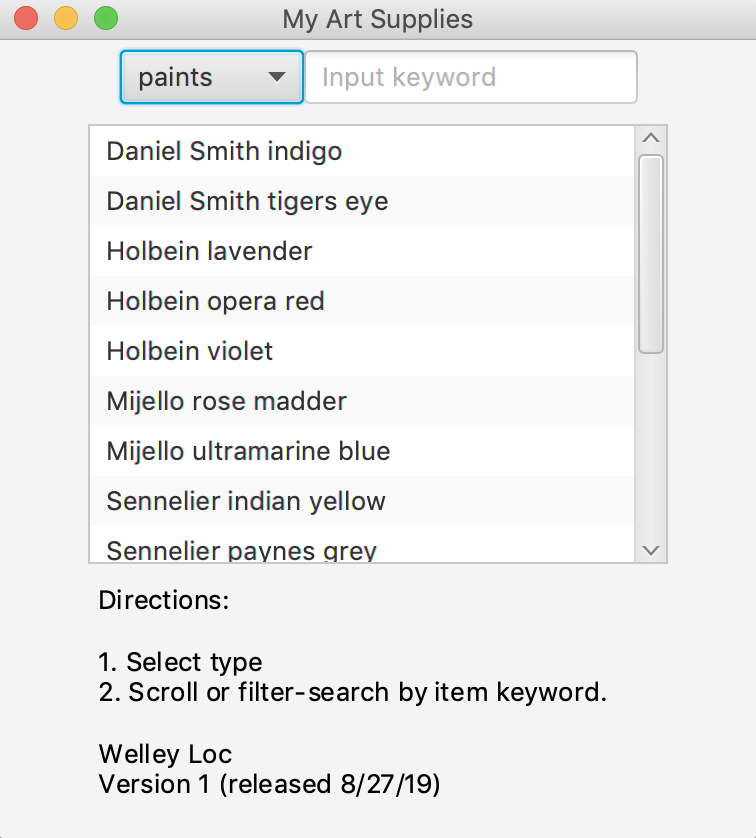 My Art Supplies
paints
Input keyword
Daniel Smith indigo
Daniel Smith tigers eye
Holbein lavender
Holbein opera red
Holbein violet
Mijello rose madder
Mijello ultramarine blue
Sennelier indian yellow
Sennelier paynes grey
Directions:
1. Select type
2. Scroll or filter-search by item keyword.
Welley Loc
Version 1 (released 8/27/19)